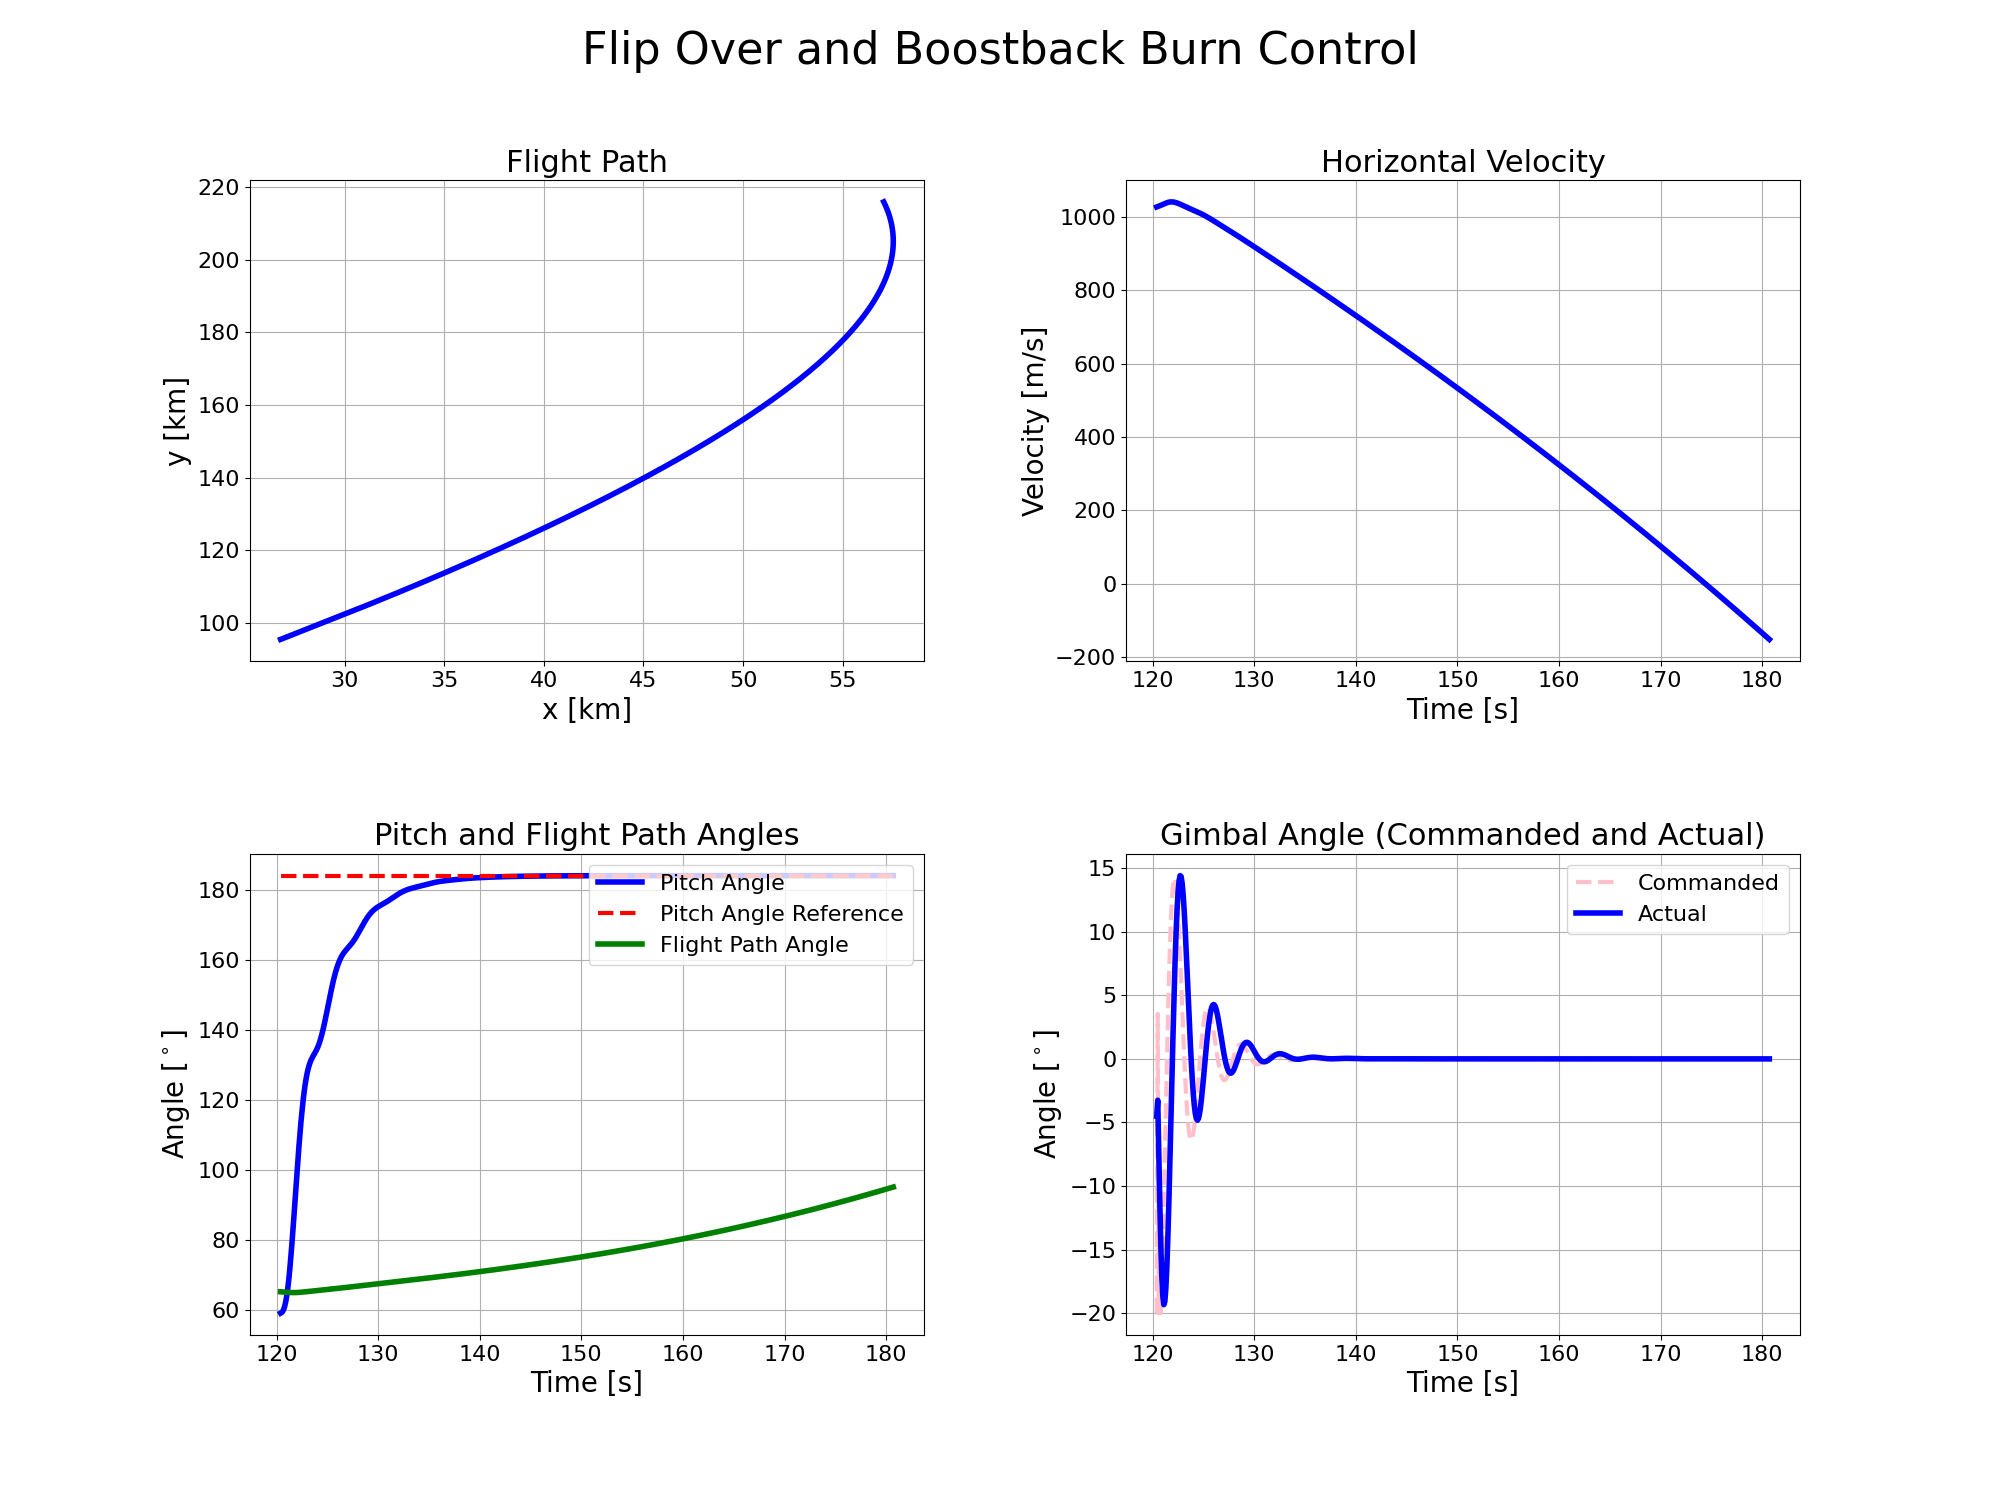 Flip Over and Boostback Burn Control
Flight Path
220
200
180
160
140
120
100
y [km]
30 35 40 45 50 55
x [km]
Horizontal Velocity
1000
800
600
400
200
0
−200
Velocity [m/s]
120 130 140 150 160 170 180
Time [s]
Pitch and Flight Path Angles
180
160
140
120
100
80
60
Angle [°]
Pitch Angle
Pitch Angle Reference
Flight Path Angle
120 130 140 150 160 170 180
Time [s]
Gimbal Angle (Commanded and Actual)
15
10
5
0
−5
−10
−15
−20
Angle [°]
Commanded
Actual
120 130 140 150 160 170 180
Time [s]